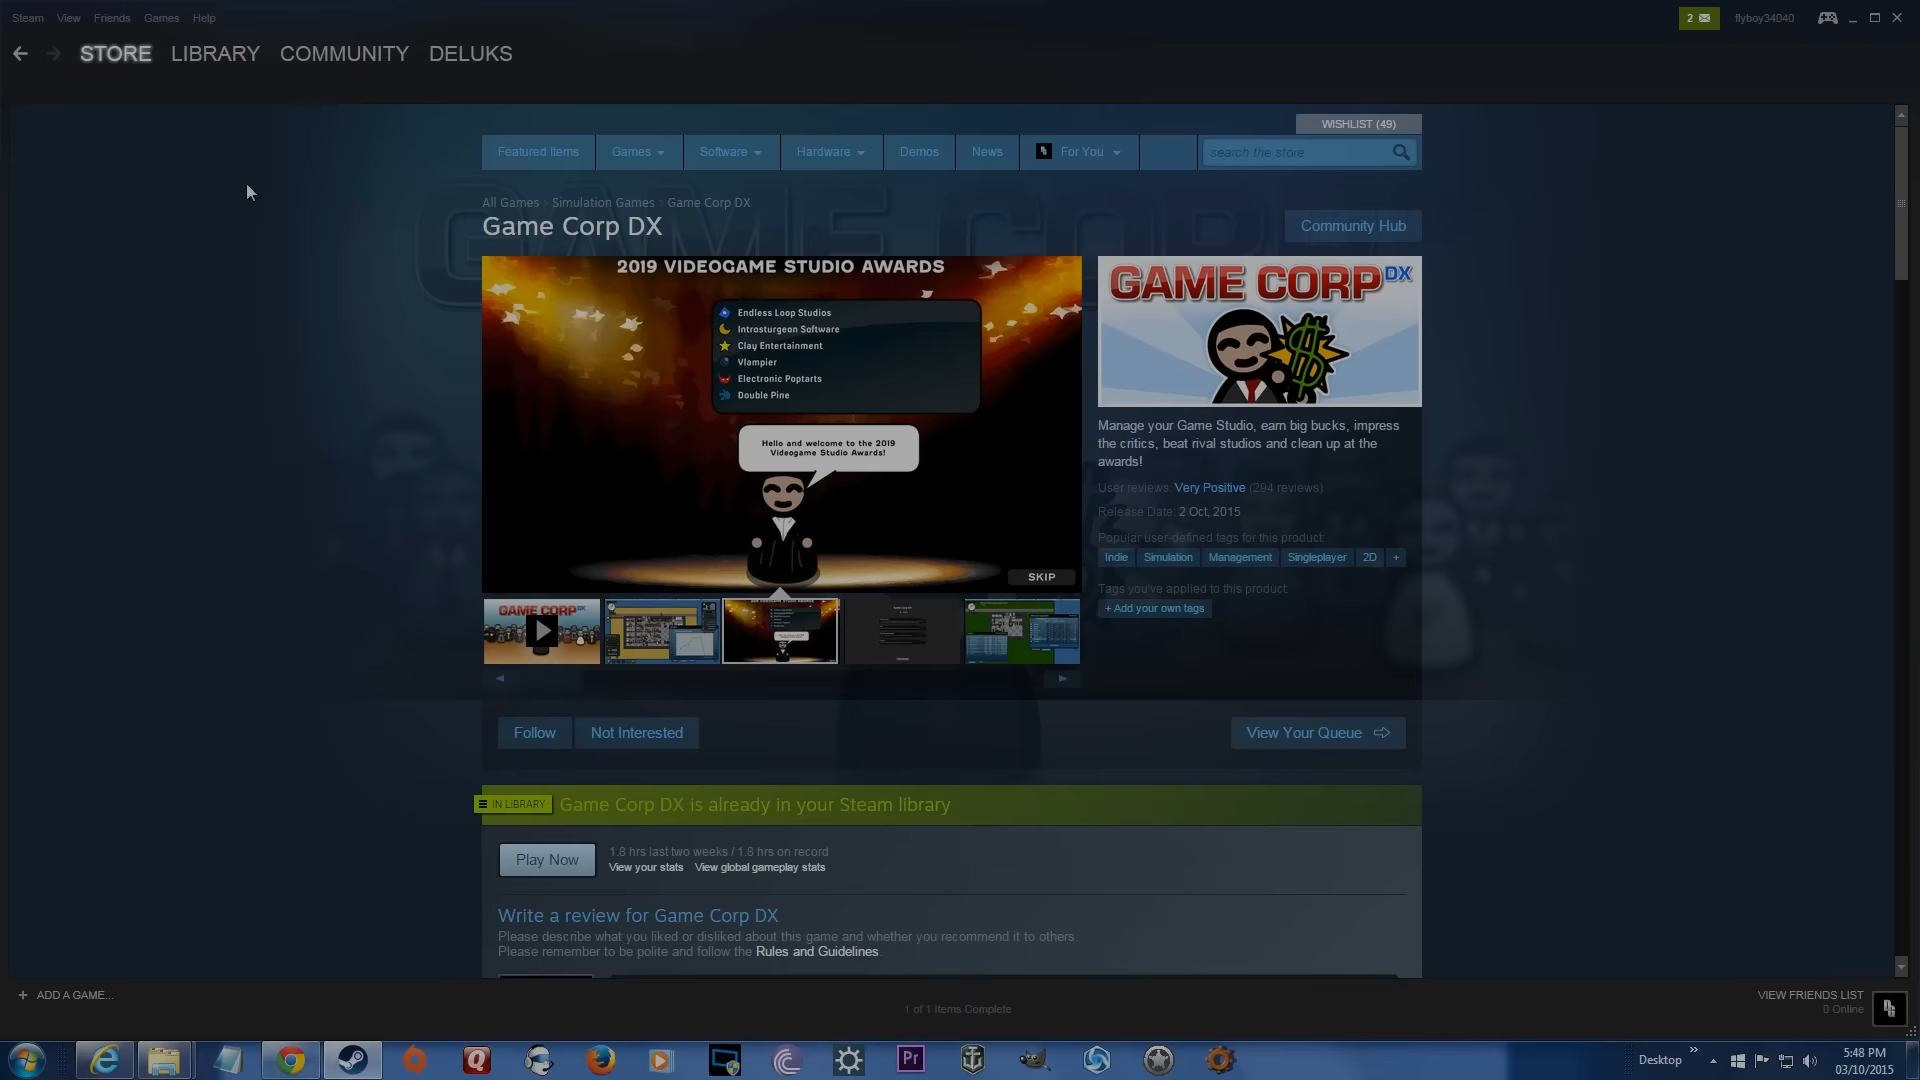 Steam View Friends Games Help
2 flyboy34040
STORE LIBRARY COMMUNITY DELUKS
WISHLIST (49)
Featured Items Games Software Hardware Demos News For You search the store
All Games > Simulation Games > Game Corp DX
Game Corp DX
Community Hub
2019 VIDEOGAME STUDIO AWARDS
Endless Loop Studios
Introsturgeon Software
Clay Entertainment
Vlampier
Electronic Poptarts
Double Pine
Hello and welcome to the 2019
Videogame Studio Awards!
SKIP
GAME CORP DX
Manage your Game Studio, earn big bucks, impress
the critics, beat rival studios and clean up at the
awards!
User reviews: Very Positive (294 reviews)
Release Date: 2 Oct, 2015
Popular user-defined tags for this product:
Indie Simulation Management Singleplayer 2D +
Tags you've applied to this product:
+ Add your own tags
GAME CORP DX
Follow Not Interested View Your Queue
IN LIBRARY Game Corp DX is already in your Steam library
Play Now
1.8 hrs last two weeks / 1.8 hrs on record
View your stats View global gameplay stats
Write a review for Game Corp DX
Please describe what you liked or disliked about this game and whether you recommend it to others.
Please remember to be polite and follow the Rules and Guidelines.
+ ADD A GAME...
1 of 1 Items Complete
VIEW FRIENDS LIST
0 Online
Desktop
5:48 PM
03/10/2015